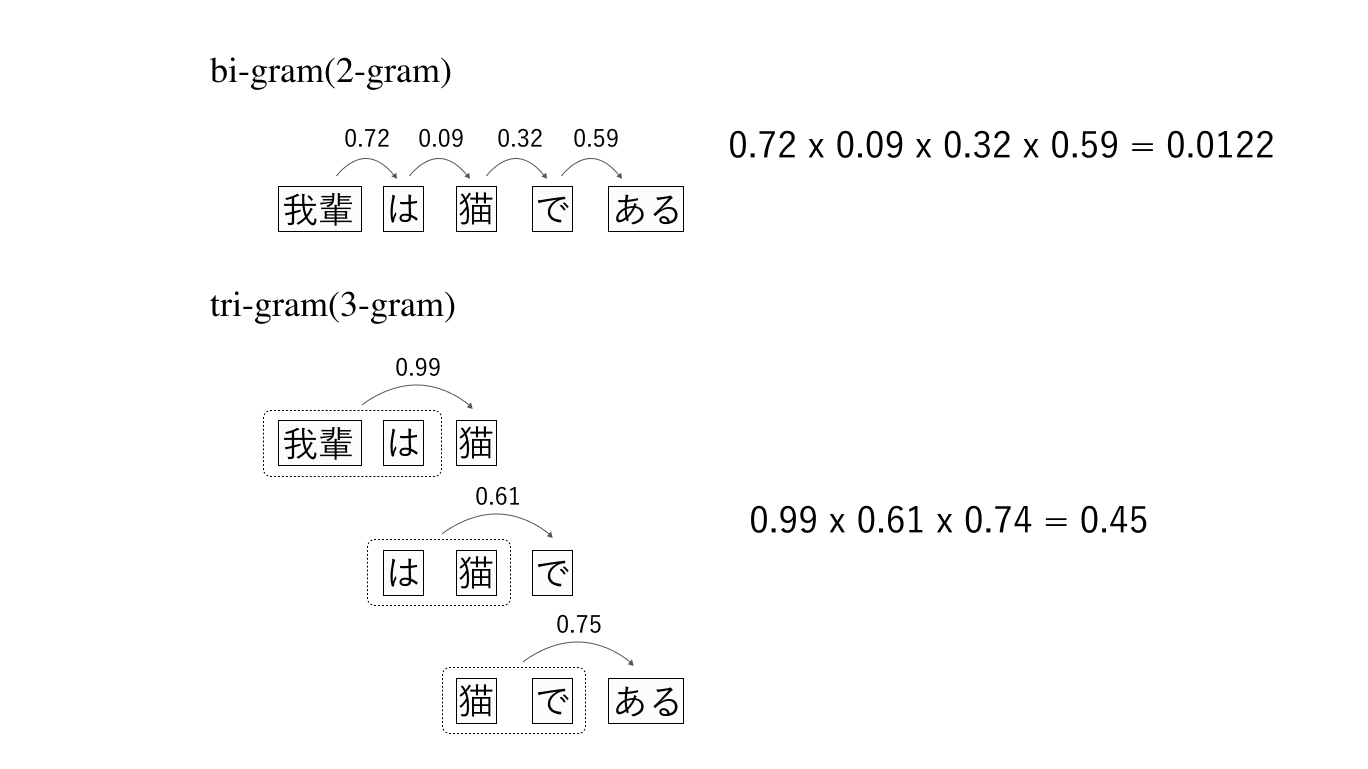 bi-gram(2-gram)
0.72 0.09 0.32 0.59
我輩 は 猫 で ある
0.72 x 0.09 x 0.32 x 0.59 = 0.0122
tri-gram(3-gram)
0.99
我輩 は 猫
0.61
は 猫 で
0.99 x 0.61 x 0.74 = 0.45
0.75
猫 で ある